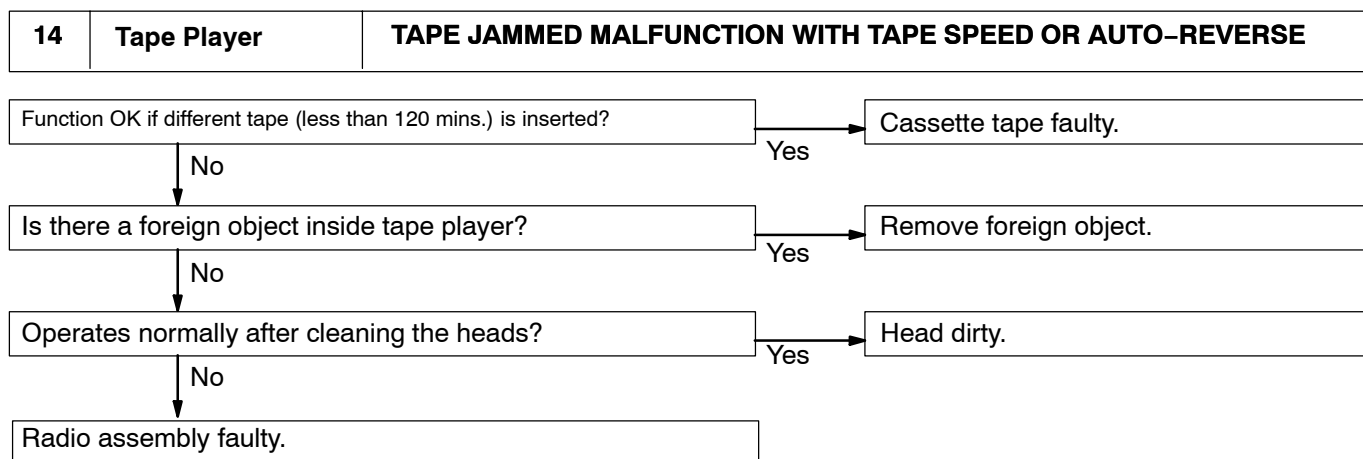 14 Tape Player TAPE JAMMED MALFUNCTION WITH TAPE SPEED OR AUTO–REVERSE
Function OK if different tape (less than 120 mins.) is inserted?
Yes
Cassette tape faulty.
No
Is there a foreign object inside tape player?
Yes
Remove foreign object.
No
Operates normally after cleaning the heads?
Yes
Head dirty.
No
Radio assembly faulty.